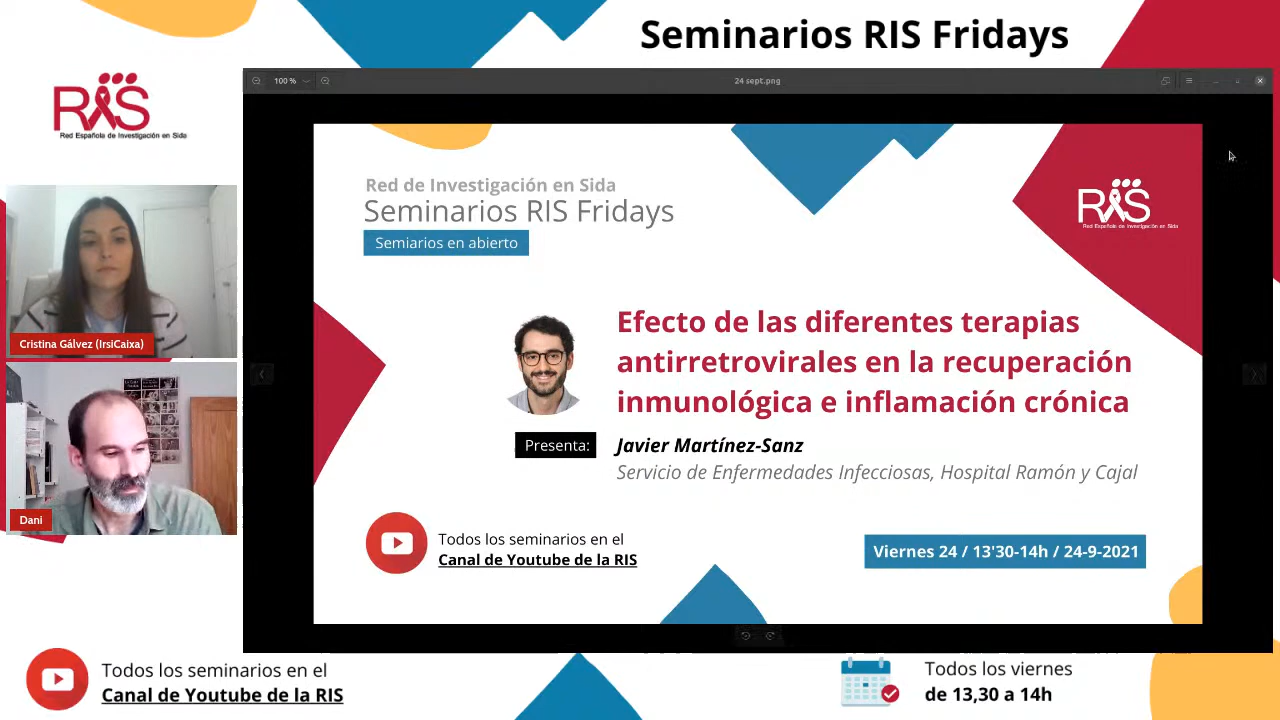 Seminarios RIS Fridays
RIS
Red Española de Investigación en Sida
100 %
24 sept.png
Red de Investigación en Sida
Seminarios RIS Fridays
Semiarios en abierto
RIS
Red Española de Investigación en Sida
Cristina Gálvez (IrsiCaixa)
Dani
Efecto de las diferentes terapias
antirretrovirales en la recuperación
inmunológica e inflamación crónica
Presenta:
Javier Martínez-Sanz
Servicio de Enfermedades Infecciosas, Hospital Ramón y Cajal
Todos los seminarios en el
Canal de Youtube de la RIS
Viernes 24 / 13'30-14h / 24-9-2021
Todos los seminarios en el
Canal de Youtube de la RIS
Todos los viernes
de 13,30 a 14h